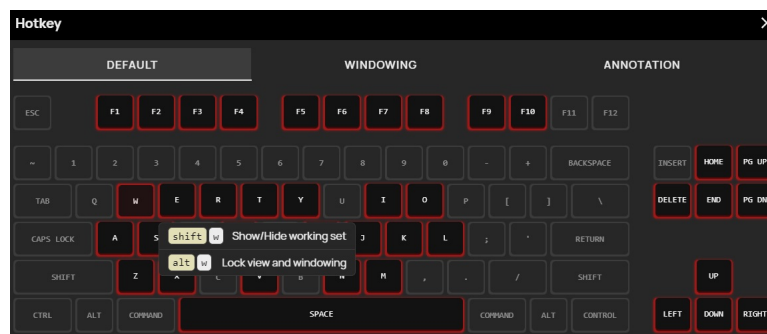 Hotkey
DEFAULT WINDOWING ANNOTATION
ESC F1 F2 F3 F4 F5 F6 F7 F8 F9 F10 F11 F12
~ 1 2 3 4 5 6 7 8 9 0 - + BACKSPACE INSERT HOME PG UP
TAB Q W E R T Y U I O P [ ] \ DELETE END PG DN
CAPS LOCK A S J K L ; ' RETURN
shift w Show/Hide working set
alt w Lock view and windowing
SHIFT Z X C V B N M , . / SHIFT UP
CTRL ALT COMMAND SPACE COMMAND ALT CONTROL LEFT DOWN RIGHT